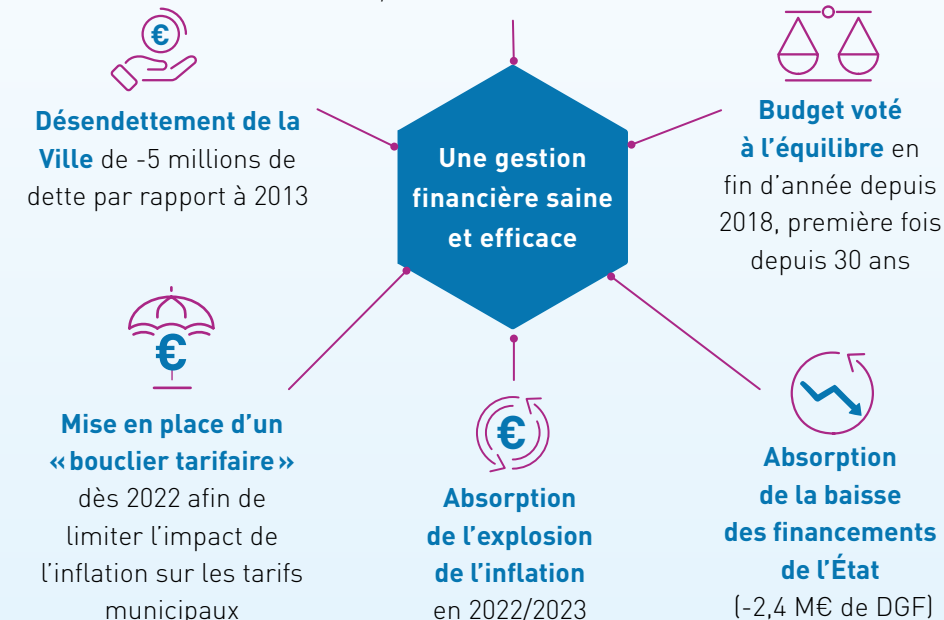 €
Désendettement de la
Ville de -5 millions de
dette par rapport à 2013
Une gestion
financière saine
et efficace
Budget voté
à l’équilibre en
fin d’année depuis
2018, première fois
depuis 30 ans
€
Mise en place d’un
«bouclier tarifaire»
dès 2022 afin de
limiter l’impact de
l’inflation sur les tarifs
municipaux
€
Absorption
de l’explosion
de l’inflation
en 2022/2023
Absorption
de la baisse
des financements
de l’État
(-2,4 M€ de DGF)